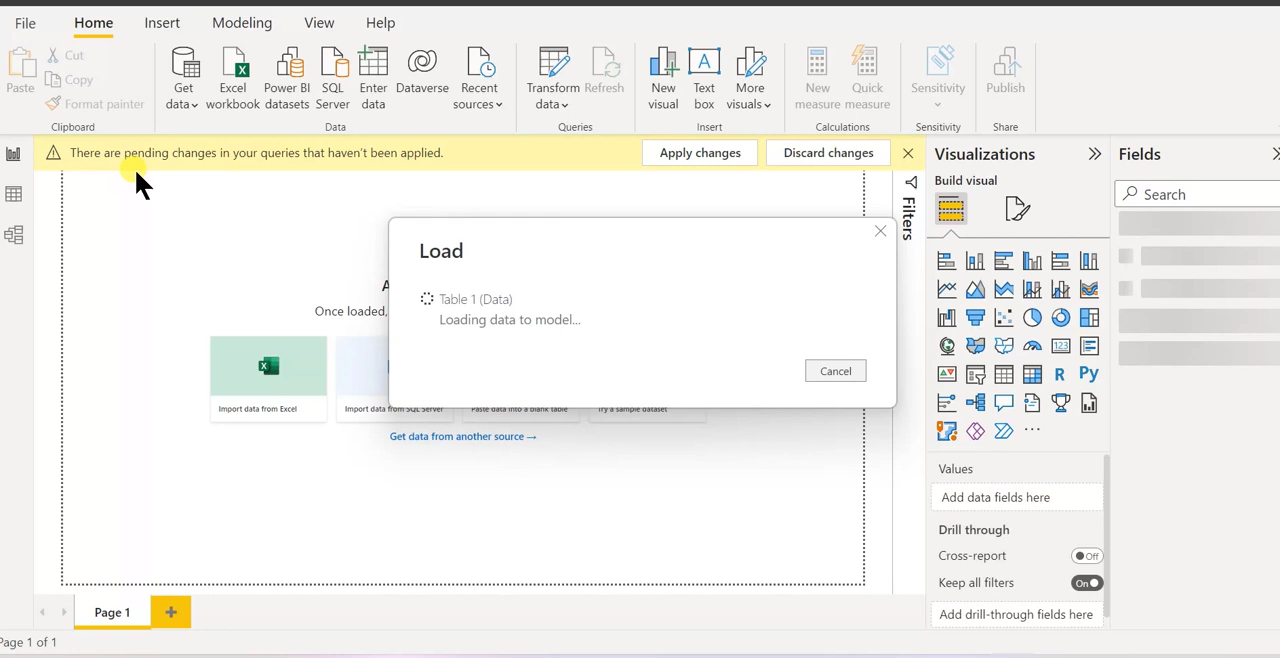 File Home Insert Modeling View Help
Paste
Cut
Copy
Format painter
Clipboard
Get data
Excel workbook
Power BI datasets
SQL Server
Enter data
Dataverse
Recent sources
Data
Transform data
Refresh
Queries
New visual
A
Text box
More visuals
Insert
New measure
Quick measure
Calculations
Sensitivity
Sensitivity
Publish
Share
There are pending changes in your queries that haven't been applied.
Apply changes
Discard changes
Filters
Load
Table 1 (Data)
Loading data to model...
Cancel
A
Once loaded,
Import data from Excel
Import data from SQL Server
Paste data into a blank table
Try a sample dataset
Get data from another source →
Visualizations
Build visual
123
R
Py
...
Values
Add data fields here
Drill through
Cross-report
Off
Keep all filters
On
Add drill-through fields here
Fields
Search
Page 1
Page 1 of 1